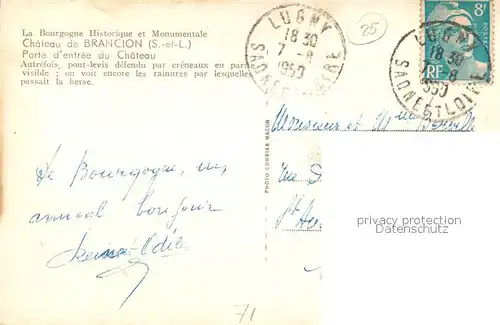 La Bourgogne Historique et Monumentale
Château de BRANCION (S.-et-L.)
Porte d'entrée du Château
Autrefois, pont-levis défendu par créneaux en partie
visible ; on voit encore les rainures par lesquelles
passait la herse.
LUGNY
18 30
7 - 8
1950
SAONE ET LOIRE
25
8F
RF
LUGNY
18 30
8
1950
SAONE ET LOIRE
PHOTO COMBIER MACON
Monsieur et Mme
Rue
St
De Bourgogne, un
amical bonjour
privacy protection
Datenschutz
71